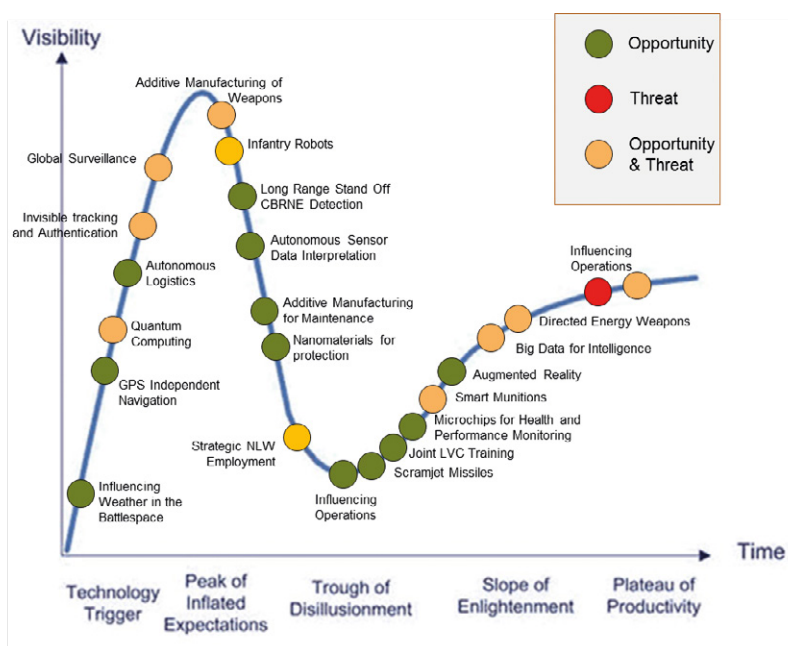 Visibility
Opportunity
Threat
Opportunity
& Threat
Additive Manufacturing of
Weapons
Infantry Robots
Global Surveillance
Long Range Stand Off
CBRNE Detection
Invisible tracking
and Authentication
Autonomous Sensor
Data Interpretation
Influencing
Operations
Autonomous
Logistics
Additive Manufacturing
for Maintenance
Directed Energy Weapons
Quantum
Computing
Nanomaterials for
protection
Big Data for Intelligence
GPS Independent
Navigation
Augmented Reality
Smart Munitions
Microchips for Health and
Performance Monitoring
Strategic NLW
Employment
Joint LVC Training
Scramjet Missiles
Influencing
Weather in the
Battlespace
Influencing
Operations
Time
Technology
Trigger
Peak of
Inflated
Expectations
Trough of
Disillusionment
Slope of
Enlightenment
Plateau of
Productivity